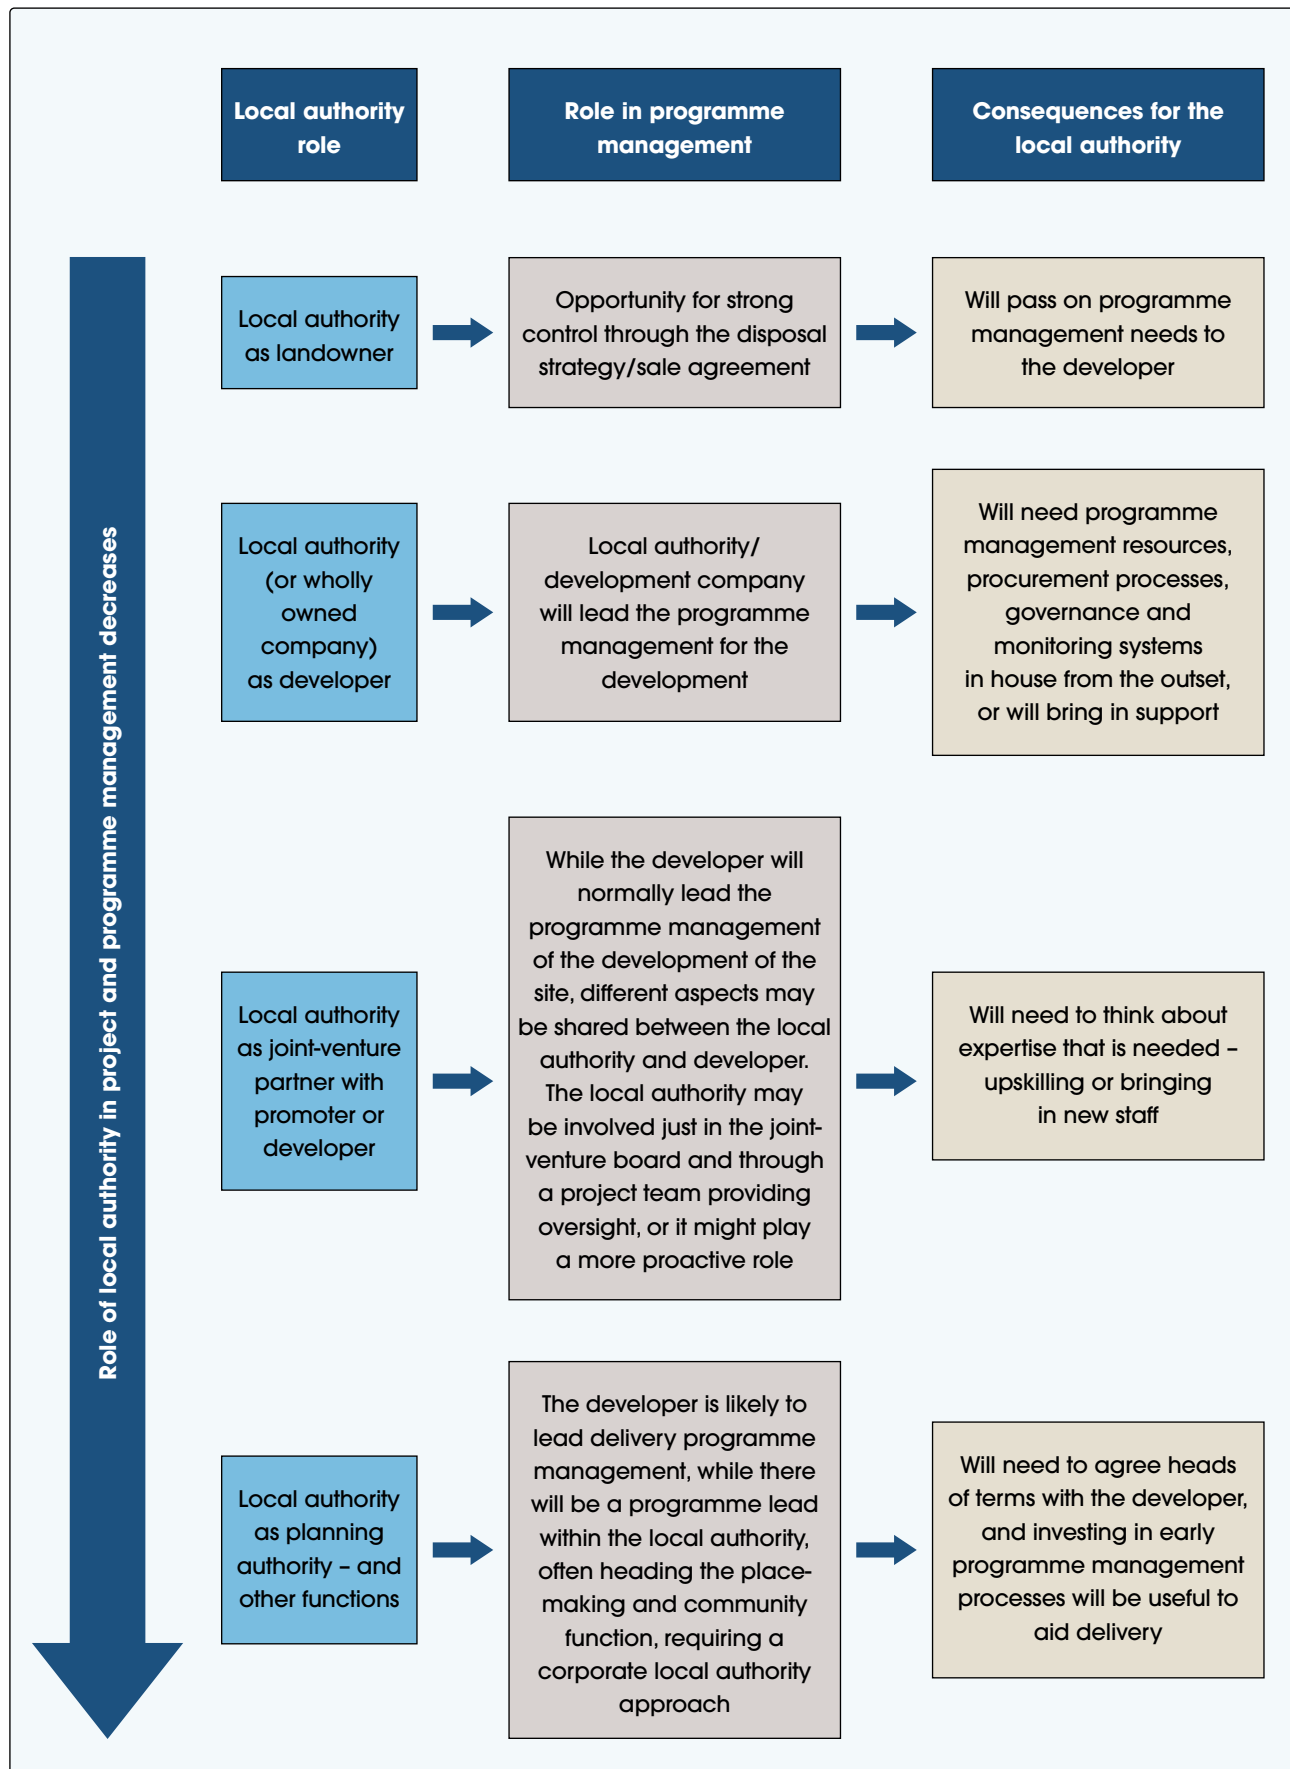 Local authority
role
Role in programme
management
Consequences for the
local authority
Role of local authority in project and programme management decreases
Local authority
as landowner
Opportunity for strong
control through the disposal
strategy/sale agreement
Will pass on programme
management needs to
the developer
Local authority
(or wholly
owned
company)
as developer
Local authority/
development company
will lead the programme
management for the
development
Will need programme
management resources,
procurement processes,
governance and
monitoring systems
in house from the outset,
or will bring in support
Local authority
as joint-venture
partner with
promoter or
developer
While the developer will
normally lead the
programme management
of the development of the
site, different aspects may
be shared between the local
authority and developer.
The local authority may
be involved just in the joint-
venture board and through
a project team providing
oversight, or it might play
a more proactive role
Will need to think about
expertise that is needed –
upskilling or bringing
in new staff
Local authority
as planning
authority – and
other functions
The developer is likely to
lead delivery programme
management, while there
will be a programme lead
within the local authority,
often heading the place-
making and community
function, requiring a
corporate local authority
approach
Will need to agree heads
of terms with the developer,
and investing in early
programme management
processes will be useful to
aid delivery